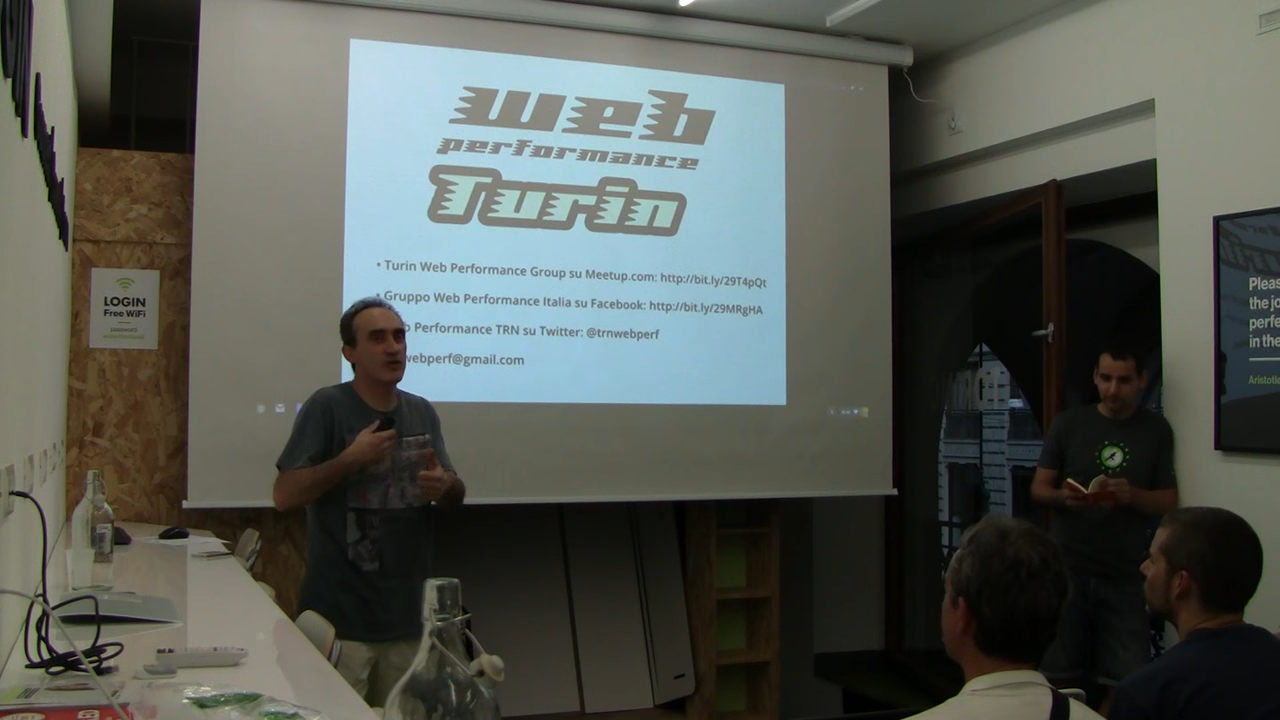 web
performance
Turin
• Turin Web Performance Group su Meetup.com: http://bit.ly/29T4pQt
Gruppo Web Performance Italia su Facebook: http://bit.ly/29MRgHA
Performance TRN su Twitter: @trnwebperf
webperf@gmail.com
LOGIN
Free WiFi
Pleas
the jo
perfe
in the
Aristotle